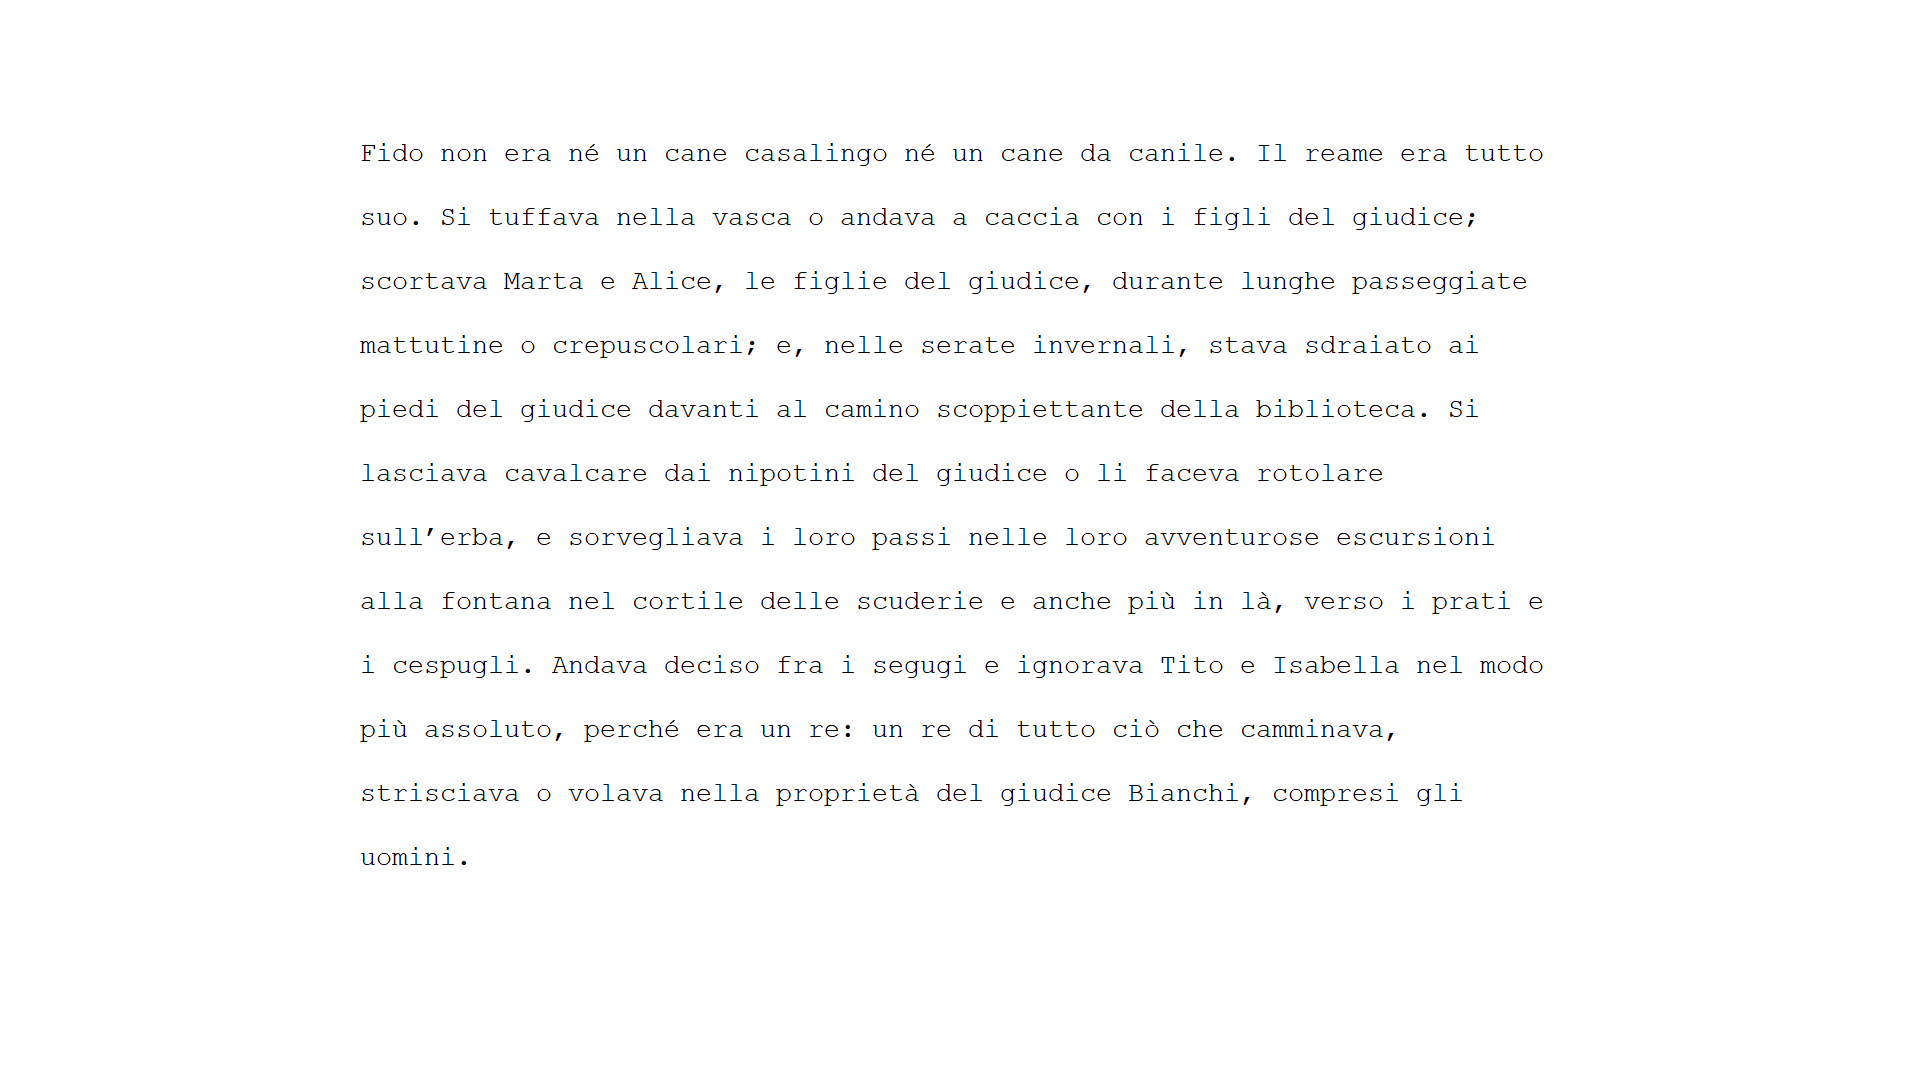 Fido non era né un cane casalingo né un cane da canile. Il reame era tutto
suo. Si tuffava nella vasca o andava a caccia con i figli del giudice;
scortava Marta e Alice, le figlie del giudice, durante lunghe passeggiate
mattutine o crepuscolari; e, nelle serate invernali, stava sdraiato ai
piedi del giudice davanti al camino scoppiettante della biblioteca. Si
lasciava cavalcare dai nipotini del giudice o li faceva rotolare
sull’erba, e sorvegliava i loro passi nelle loro avventurose escursioni
alla fontana nel cortile delle scuderie e anche più in là, verso i prati e
i cespugli. Andava deciso fra i segugi e ignorava Tito e Isabella nel modo
più assoluto, perché era un re: un re di tutto ciò che camminava,
strisciava o volava nella proprietà del giudice Bianchi, compresi gli
uomini.